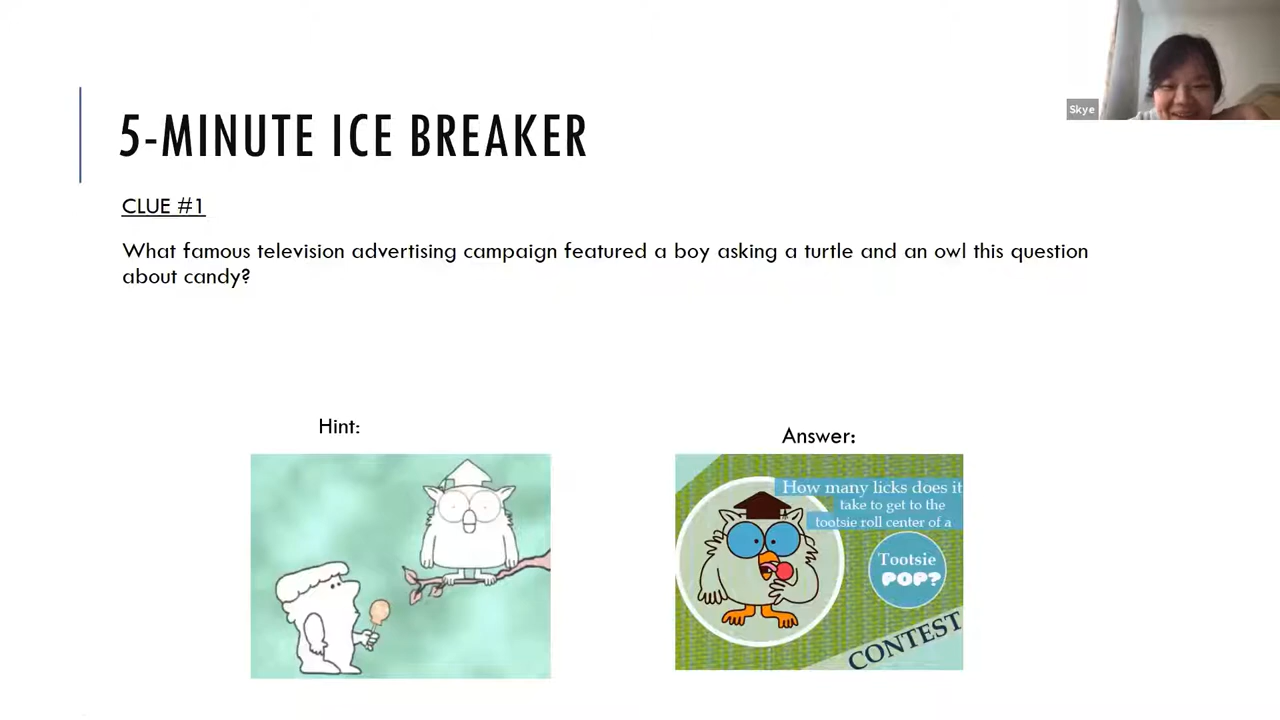 Skye
5-MINUTE ICE BREAKER
CLUE #1
What famous television advertising campaign featured a boy asking a turtle and an owl this question
about candy?
Hint:
Answer:
How many licks does it
take to get to the
tootsie roll center of a
Tootsie
POP?
CONTEST